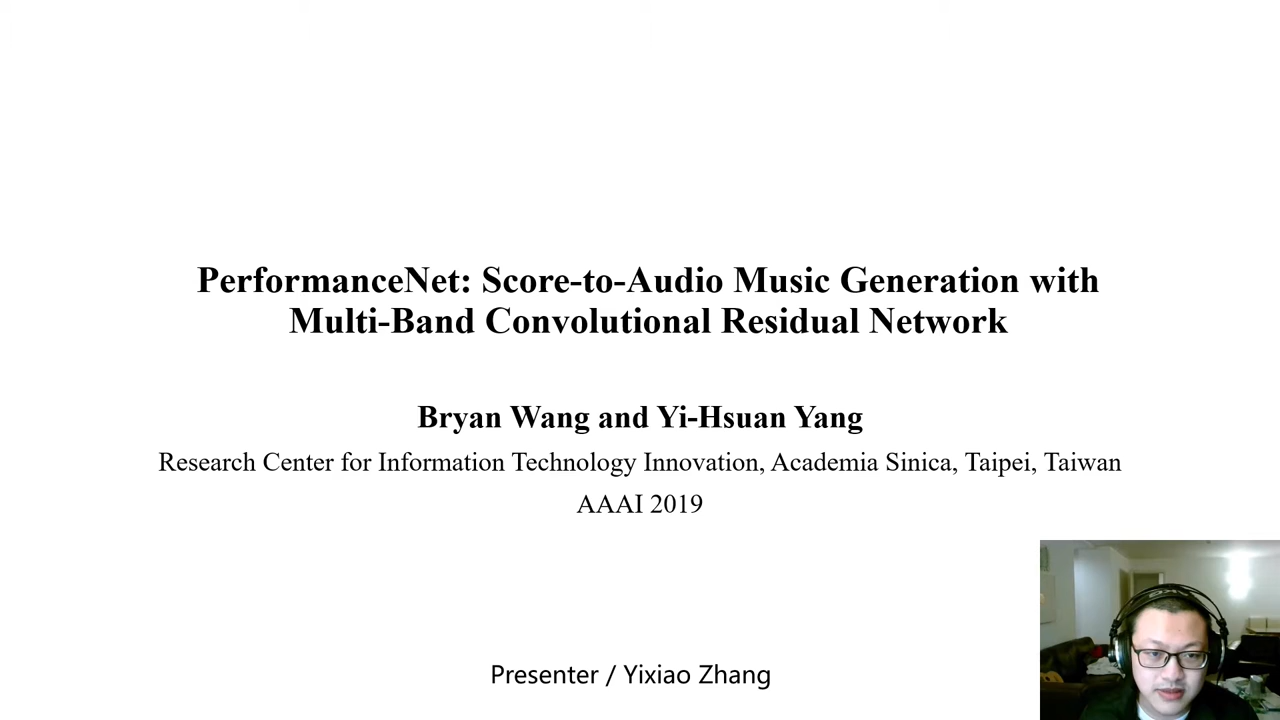 PerformanceNet: Score-to-Audio Music Generation with
Multi-Band Convolutional Residual Network
Bryan Wang and Yi-Hsuan Yang
Research Center for Information Technology Innovation, Academia Sinica, Taipei, Taiwan
AAAI 2019
Presenter / Yixiao Zhang